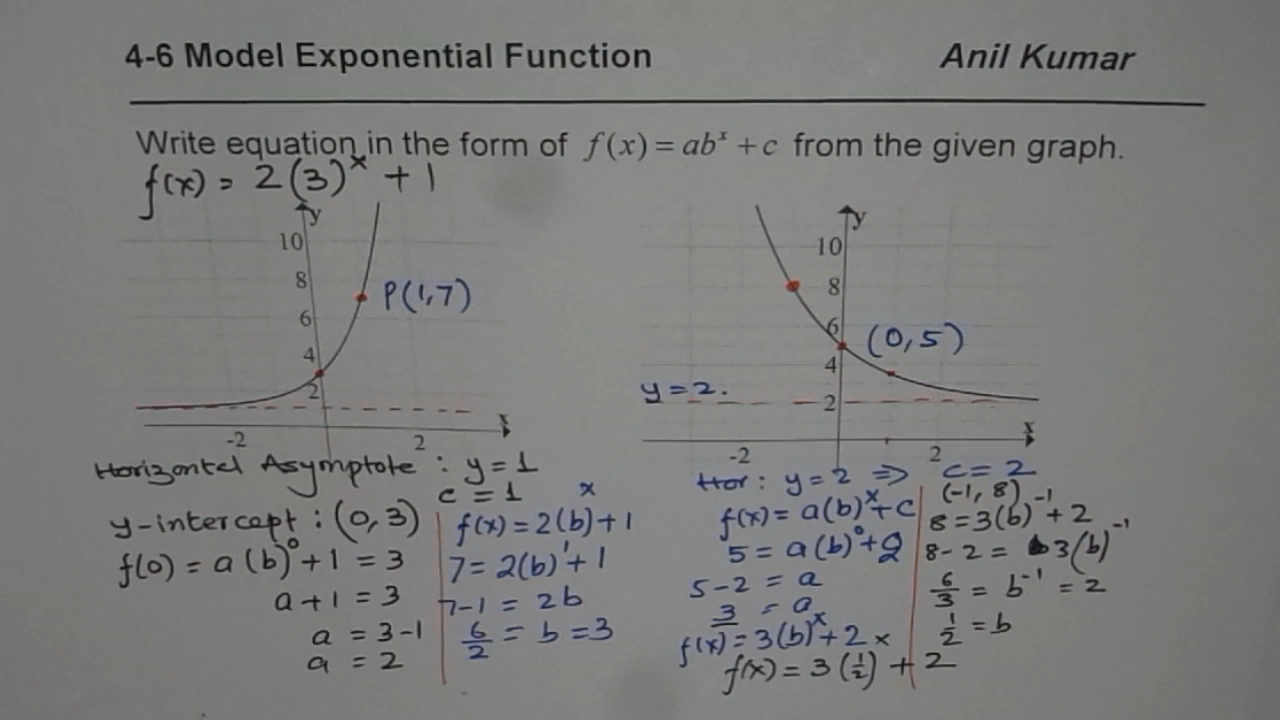 4-6 Model Exponential Function
Anil Kumar
Write equation in the form of f(x) = abˣ + c from the given graph.
f(x) = 2(3)ˣ + 1
y
10
8
P(1,7)
6
4
2
x
-2
2
Horizontal Asymptote : y = 1
c = 1
y-intercept : (0, 3)
f(0) = a(b)⁰ + 1 = 3
a + 1 = 3
a = 3 - 1
a = 2
f(x) = 2(b)ˣ + 1
7 = 2(b)¹ + 1
7 - 1 = 2b
6/2 = b = 3
y
10
8
6
(0, 5)
4
y = 2.
2
x
-2
2
Hor : y = 2 ⇒ c = 2
f(x) = a(b)ˣ + c
5 = a(b)⁰ + 2
5 - 2 = a
3 = a
f(x) = 3(b)ˣ + 2
f(x) = 3(1/2)ˣ + 2
(-1, 8)
8 = 3(b)⁻¹ + 2
8 - 2 = 3(b)⁻¹
6/3 = b⁻¹ = 2
1/2 = b